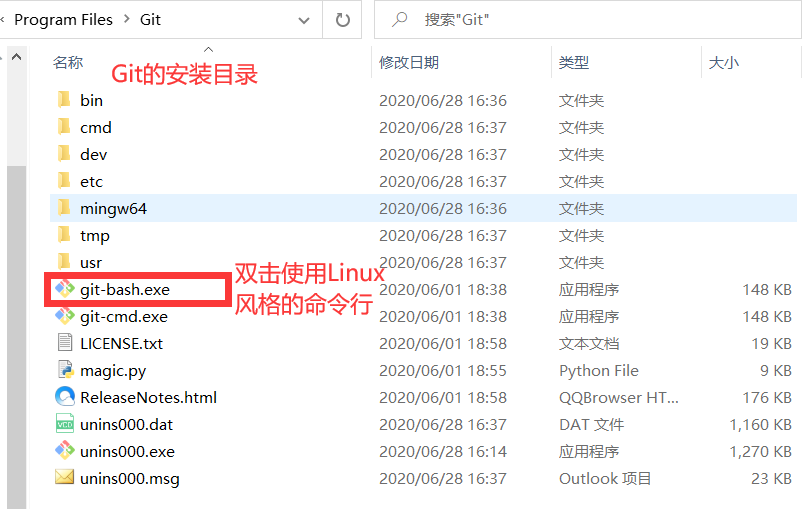 Program Files > Git
搜索"Git"
名称 修改日期 类型 大小
Git的安装目录
bin 2020/06/28 16:36 文件夹
cmd 2020/06/28 16:37 文件夹
dev 2020/06/28 16:37 文件夹
etc 2020/06/28 16:37 文件夹
mingw64 2020/06/28 16:36 文件夹
tmp 2020/06/28 16:37 文件夹
usr 2020/06/28 16:37 文件夹
双击使用Linux
风格的命令行
git-bash.exe 2020/06/01 18:38 应用程序 148 KB
git-cmd.exe 2020/06/01 18:38 应用程序 148 KB
LICENSE.txt 2020/06/01 18:58 文本文档 19 KB
magic.py 2020/06/01 18:55 Python File 9 KB
ReleaseNotes.html 2020/06/01 18:58 QQBrowser HT... 176 KB
unins000.dat 2020/06/28 16:37 DAT 文件 1,160 KB
unins000.exe 2020/06/28 16:14 应用程序 1,270 KB
unins000.msg 2020/06/28 16:37 Outlook 项目 23 KB